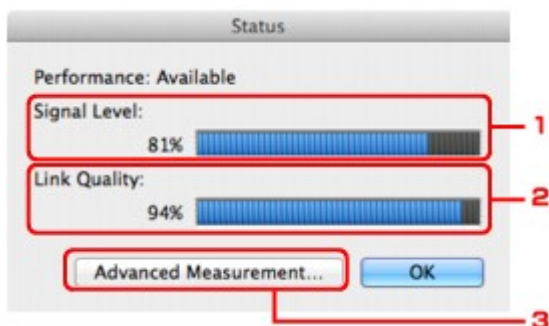 Status
Performance: Available
Signal Level:
81%
1
Link Quality:
94%
2
Advanced Measurement... OK
3